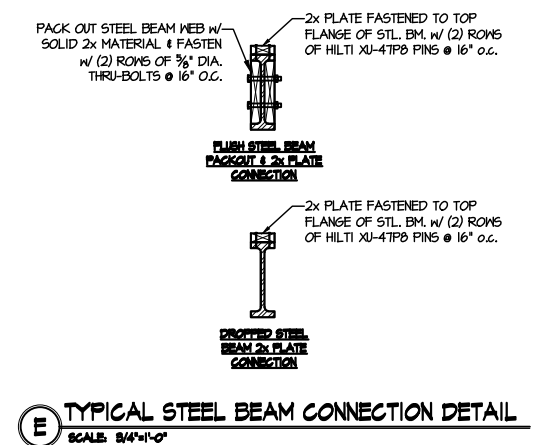 PACK OUT STEEL BEAM WEB w/
SOLID 2x MATERIAL & FASTEN
w/ (2) ROWS OF 5/8" DIA.
THRU-BOLTS @ 16" O.C.
2x PLATE FASTENED TO TOP
FLANGE OF STL. BM. w/ (2) ROWS
OF HILTI XU-47P8 PINS @ 16" o.c.
FLUSH STEEL BEAM
PACKOUT & 2x PLATE
CONNECTION
2x PLATE FASTENED TO TOP
FLANGE OF STL. BM. w/ (2) ROWS
OF HILTI XU-47P8 PINS @ 16" o.c.
DROPPED STEEL
BEAM 2x PLATE
CONNECTION
E
TYPICAL STEEL BEAM CONNECTION DETAIL
SCALE: 3/4"=1'-0"